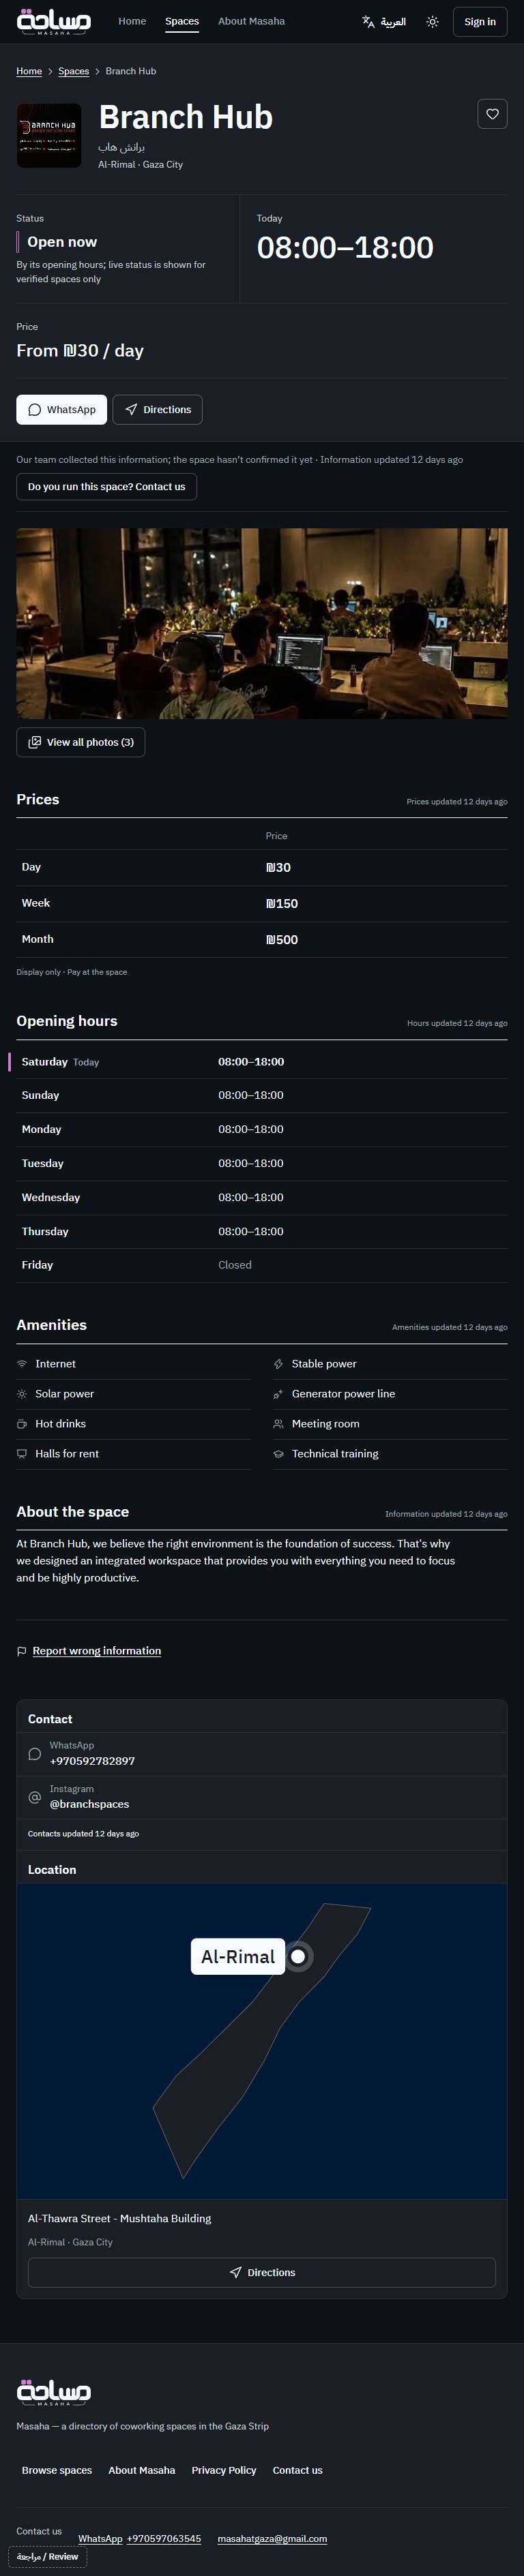 مساحة
MASAHA
Home
Spaces
About Masaha
العربية
Sign in
Home > Spaces > Branch Hub
BRANCH HUB
Branch Hub
برانش هاب
Al-Rimal · Gaza City
Status
Open now
By its opening hours; live status is shown for
verified spaces only
Today
08:00–18:00
Price
From ₪30 / day
WhatsApp
Directions
Our team collected this information; the space hasn’t confirmed it yet · Information updated 12 days ago
Do you run this space? Contact us
View all photos (3)
Prices
Prices updated 12 days ago
Price
Day ₪30
Week ₪150
Month ₪500
Display only · Pay at the space
Opening hours
Hours updated 12 days ago
Saturday Today 08:00–18:00
Sunday 08:00–18:00
Monday 08:00–18:00
Tuesday 08:00–18:00
Wednesday 08:00–18:00
Thursday 08:00–18:00
Friday Closed
Amenities
Amenities updated 12 days ago
Internet
Stable power
Solar power
Generator power line
Hot drinks
Meeting room
Halls for rent
Technical training
About the space
Information updated 12 days ago
At Branch Hub, we believe the right environment is the foundation of success. That's why
we designed an integrated workspace that provides you with everything you need to focus
and be highly productive.
Report wrong information
Contact
WhatsApp
+970592782897
Instagram
@branchspaces
Contacts updated 12 days ago
Location
Al-Rimal
Al-Thawra Street - Mushtaha Building
Al-Rimal · Gaza City
Directions
مساحة
MASAHA
Masaha — a directory of coworking spaces in the Gaza Strip
Browse spaces
About Masaha
Privacy Policy
Contact us
Contact us
WhatsApp +970597063545
masahatgaza@gmail.com
مراجعة / Review